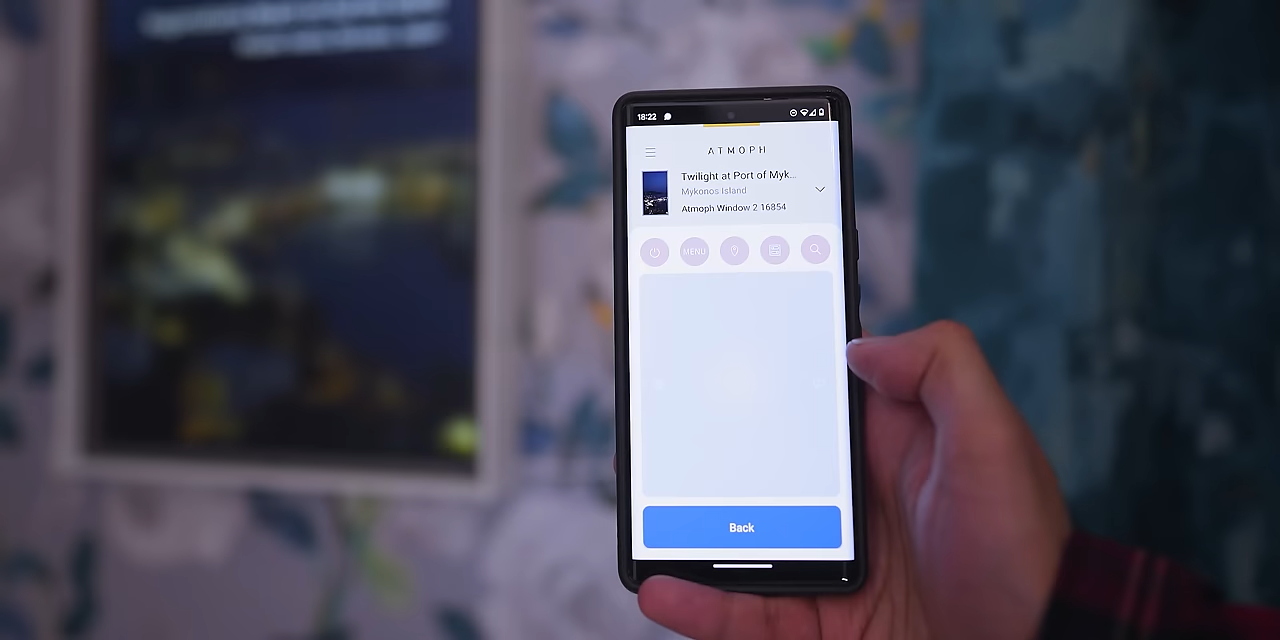 18:22
ATMOPH
Twilight at Port of Myk...
Mykonos Island
Atmoph Window 2 16854
MENU
Back